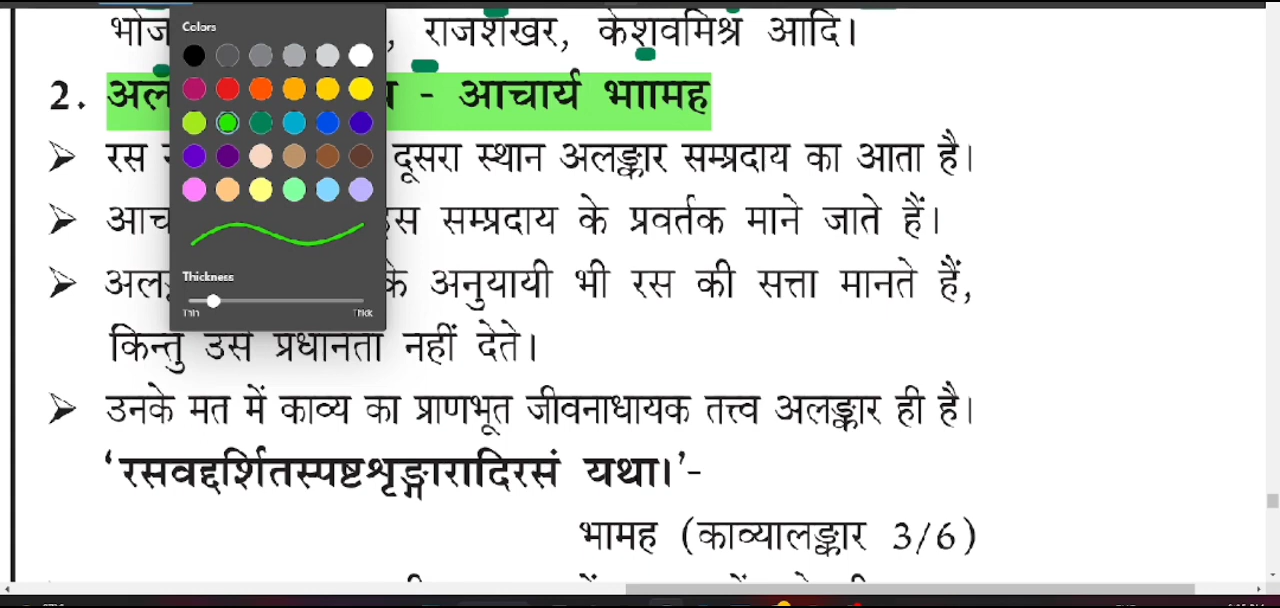 भोज , राजशेखर, केशवमिश्र आदि।
Colors
2. अल - आचार्य भाामह
➢ रस दूसरा स्थान अलङ्कार सम्प्रदाय का आता है।
➢ आच सम्प्रदाय के प्रवर्तक माने जाते हैं।
➢ के अनुयायी भी रस की सत्ता मानते हैं,
Thickness
Thin Thick
किन्तु उसे प्रधानता नहीं देते।
➢ उनके मत में काव्य का प्राणभूत जीवनाधायक तत्त्व अलङ्कार ही है।
‘रसवद्दर्शितस्पष्टशृङ्गारादिरसं यथा।’-
भामह (काव्यालङ्कार 3/6)